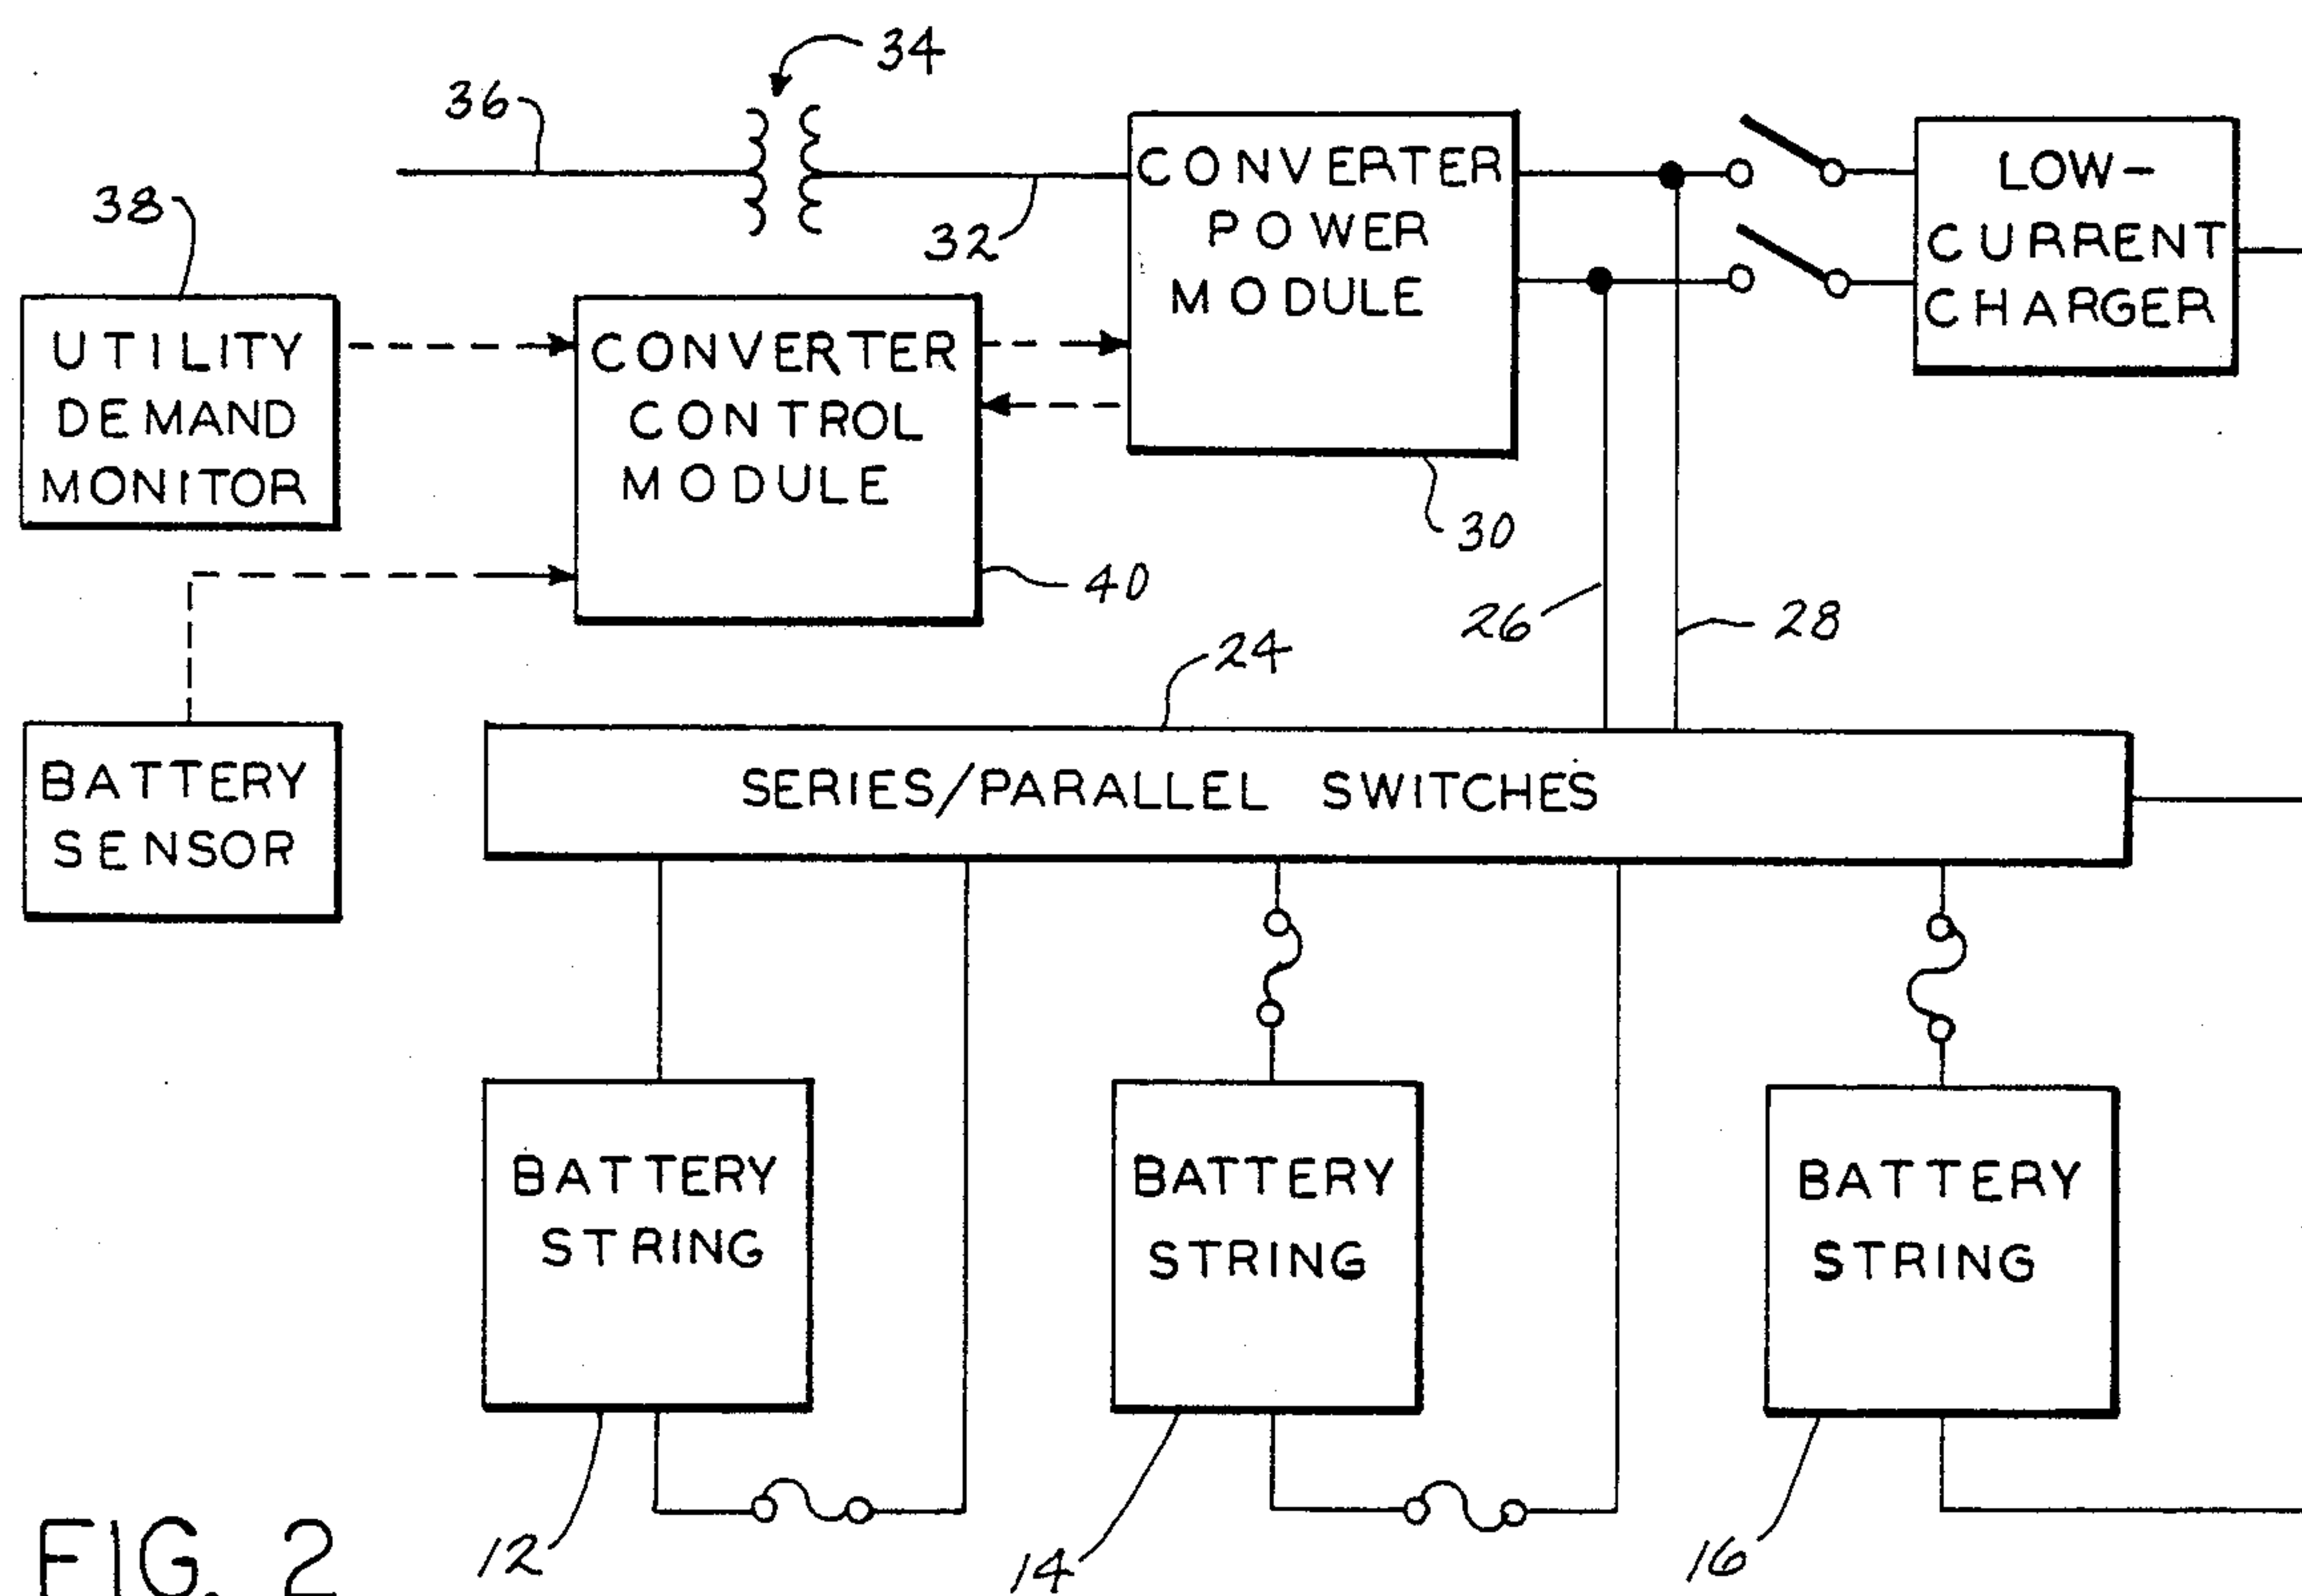 34
36
CONVERTER
POWER
MODULE
LOW-
CURRENT
CHARGER
38
32
UTILITY
DEMAND
MONITOR
CONVERTER
CONTROL
MODULE
30
40
26
28
24
BATTERY
SENSOR
SERIES/PARALLEL SWITCHES
BATTERY
STRING
BATTERY
STRING
BATTERY
STRING
12
14
16
FIG. 2